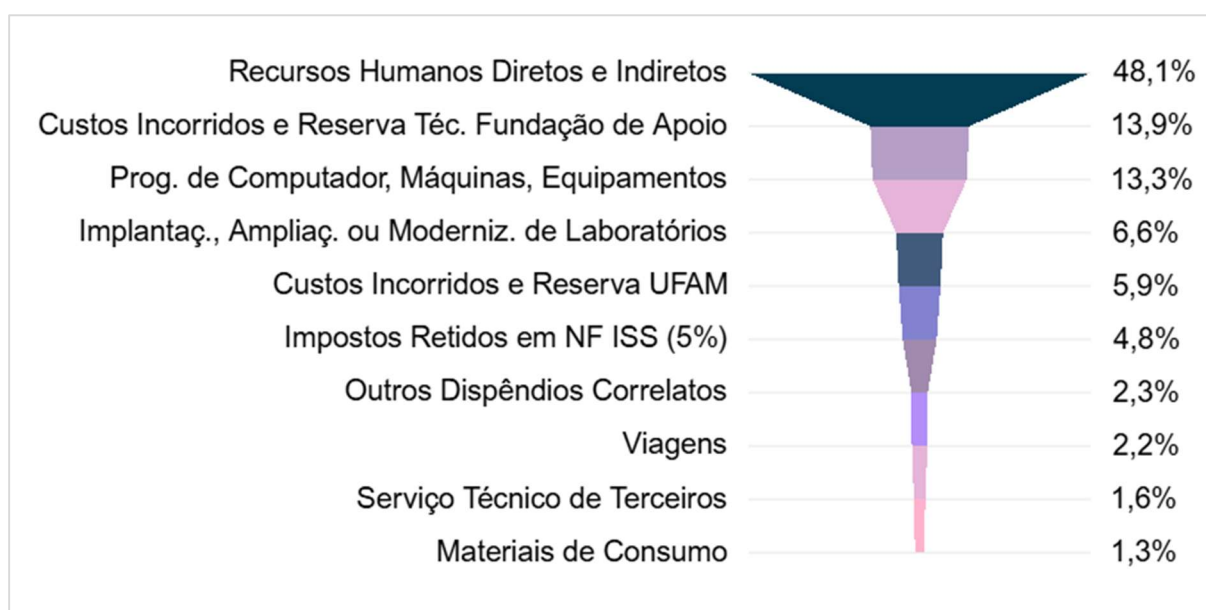 Recursos Humanos Diretos e Indiretos 48,1%
Custos Incorridos e Reserva Téc. Fundação de Apoio 13,9%
Prog. de Computador, Máquinas, Equipamentos 13,3%
Implantaç., Ampliaç. ou Moderniz. de Laboratórios 6,6%
Custos Incorridos e Reserva UFAM 5,9%
Impostos Retidos em NF ISS (5%) 4,8%
Outros Dispêndios Correlatos 2,3%
Viagens 2,2%
Serviço Técnico de Terceiros 1,6%
Materiais de Consumo 1,3%